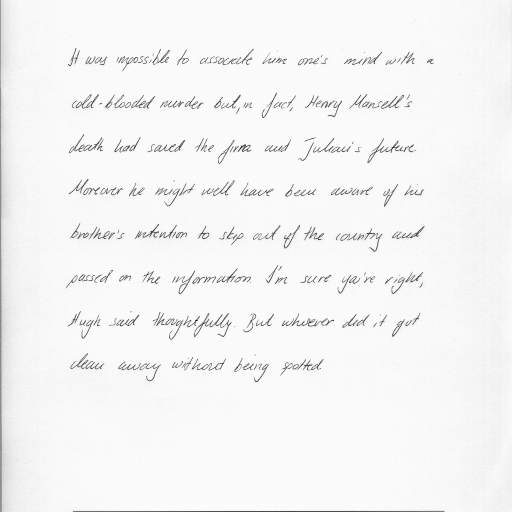 It was impossible to associate him one's mind with a
cold-blooded murder but, in fact, Henry Mansell's
death had saved the firm and Julian's future.
Moreover he might well have been aware of his
brother's intention to skip out of the country and
passed on the information. I'm sure you're right,
Hugh said thoughtfully. But whoever did it got
clean away without being spotted.